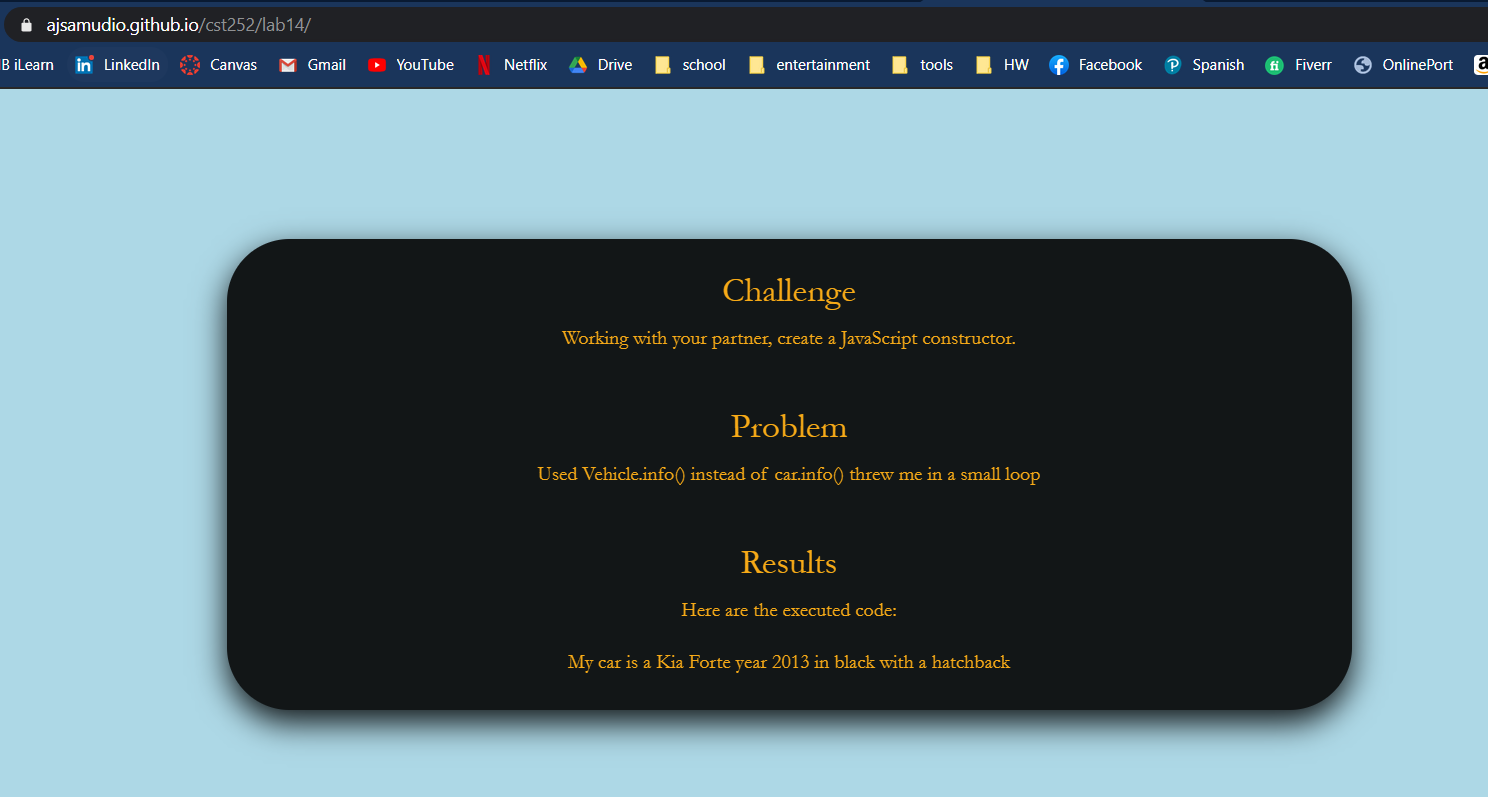 ajsamudio.github.io/cst252/lab14/
B iLearn LinkedIn Canvas Gmail YouTube Netflix Drive school entertainment tools HW Facebook Spanish Fiverr OnlinePort
Challenge
Working with your partner, create a JavaScript constructor.
Problem
Used Vehicle.info() instead of car.info() threw me in a small loop
Results
Here are the executed code:
My car is a Kia Forte year 2013 in black with a hatchback